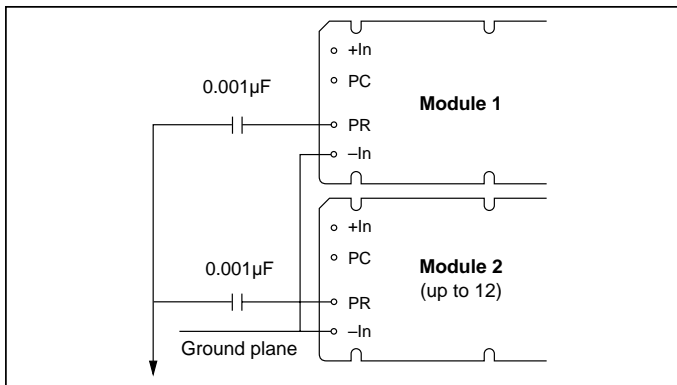 +In
PC
0.001µF
Module 1
PR
–In
+In
PC
0.001µF
Module 2
(up to 12)
PR
–In
Ground plane